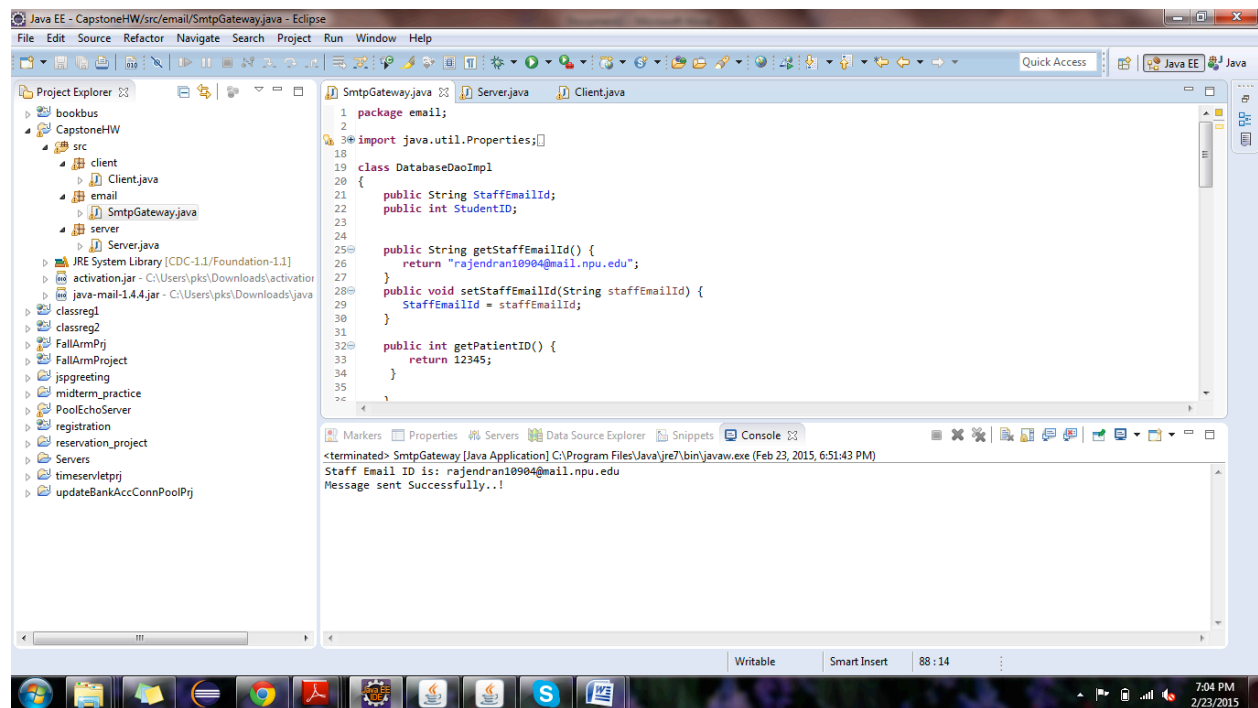 Java EE - CapstoneHW/src/email/SmtpGateway.java - Eclipse
File Edit Source Refactor Navigate Search Project Run Window Help
Quick Access Java EE Java
Project Explorer
bookbus
CapstoneHW
src
client
Client.java
email
SmtpGateway.java
server
Server.java
JRE System Library [CDC-1.1/Foundation-1.1]
activation.jar - C:\Users\pks\Downloads\activation
java-mail-1.4.4.jar - C:\Users\pks\Downloads\java
classreg1
classreg2
FallArmPrj
FallArmProject
jspgreeting
midterm_practice
PoolEchoServer
registration
reservation_project
Servers
timeservletprj
updateBankAccConnPoolPrj
SmtpGateway.java Server.java Client.java
1 package email;
2
3 import java.util.Properties;
18
19 class DatabaseDaoImpl
20 {
21 public String StaffEmailId;
22 public int StudentID;
23
24
25 public String getStaffEmailId() {
26 return "rajendran10904@mail.npu.edu";
27 }
28 public void setStaffEmailId(String staffEmailId) {
29 StaffEmailId = staffEmailId;
30 }
31
32 public int getPatientID() {
33 return 12345;
34 }
35
36 }
Markers Properties Servers Data Source Explorer Snippets Console
<terminated> SmtpGateway [Java Application] C:\Program Files\Java\jre7\bin\javaw.exe (Feb 23, 2015, 6:51:43 PM)
Staff Email ID is: rajendran10904@mail.npu.edu
Message sent Successfully..!
Writable Smart Insert 88 : 14
7:04 PM
2/23/2015